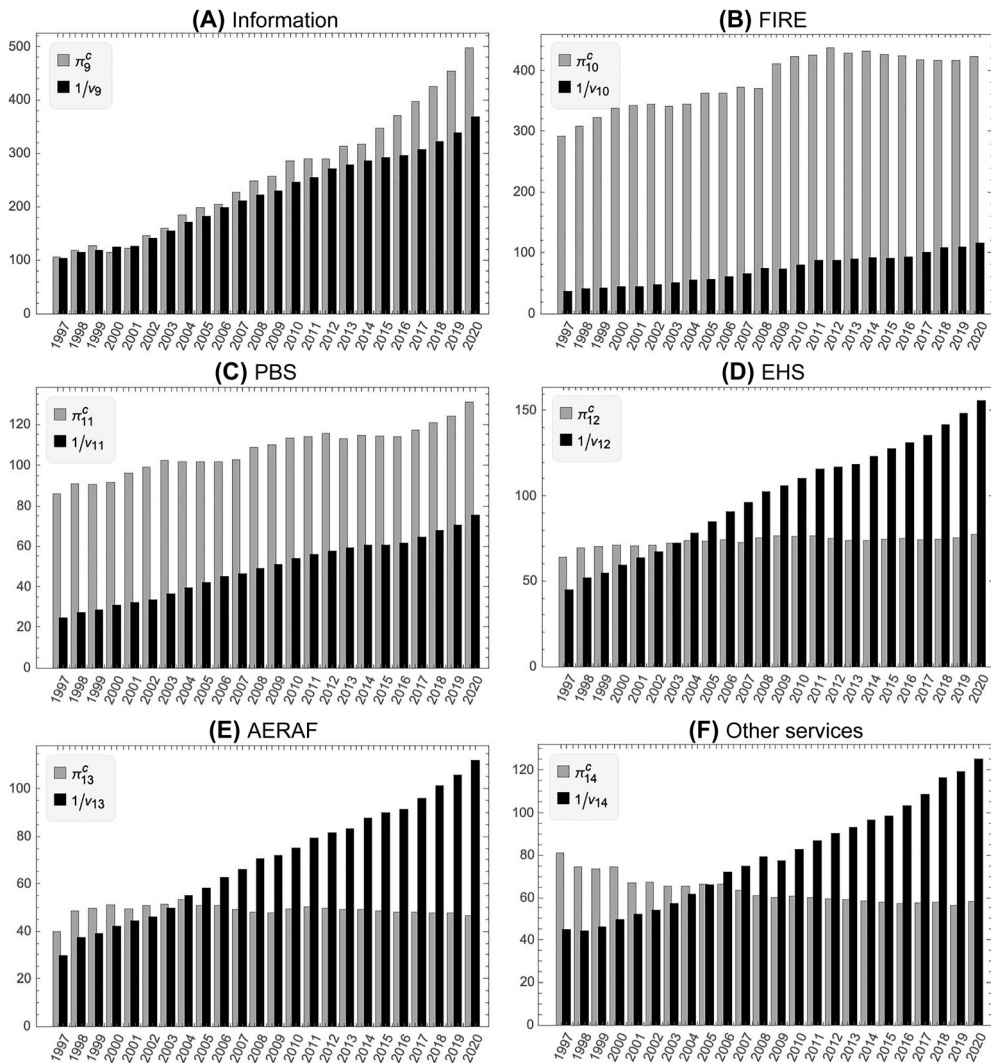 (A) Information
π₉ᶜ
1/v₉
500
400
300
200
100
0
1997 1998 1999 2000 2001 2002 2003 2004 2005 2006 2007 2008 2009 2010 2011 2012 2013 2014 2015 2016 2017 2018 2019 2020
(B) FIRE
π₁₀ᶜ
1/v₁₀
400
300
200
100
0
1997 1998 1999 2000 2001 2002 2003 2004 2005 2006 2007 2008 2009 2010 2011 2012 2013 2014 2015 2016 2017 2018 2019 2020
(C) PBS
π₁₁ᶜ
1/v₁₁
120
100
80
60
40
20
0
1997 1998 1999 2000 2001 2002 2003 2004 2005 2006 2007 2008 2009 2010 2011 2012 2013 2014 2015 2016 2017 2018 2019 2020
(D) EHS
π₁₂ᶜ
1/v₁₂
150
100
50
0
1997 1998 1999 2000 2001 2002 2003 2004 2005 2006 2007 2008 2009 2010 2011 2012 2013 2014 2015 2016 2017 2018 2019 2020
(E) AERAF
π₁₃ᶜ
1/v₁₃
100
80
60
40
20
0
1997 1998 1999 2000 2001 2002 2003 2004 2005 2006 2007 2008 2009 2010 2011 2012 2013 2014 2015 2016 2017 2018 2019 2020
(F) Other services
π₁₄ᶜ
1/v₁₄
120
100
80
60
40
20
0
1997 1998 1999 2000 2001 2002 2003 2004 2005 2006 2007 2008 2009 2010 2011 2012 2013 2014 2015 2016 2017 2018 2019 2020